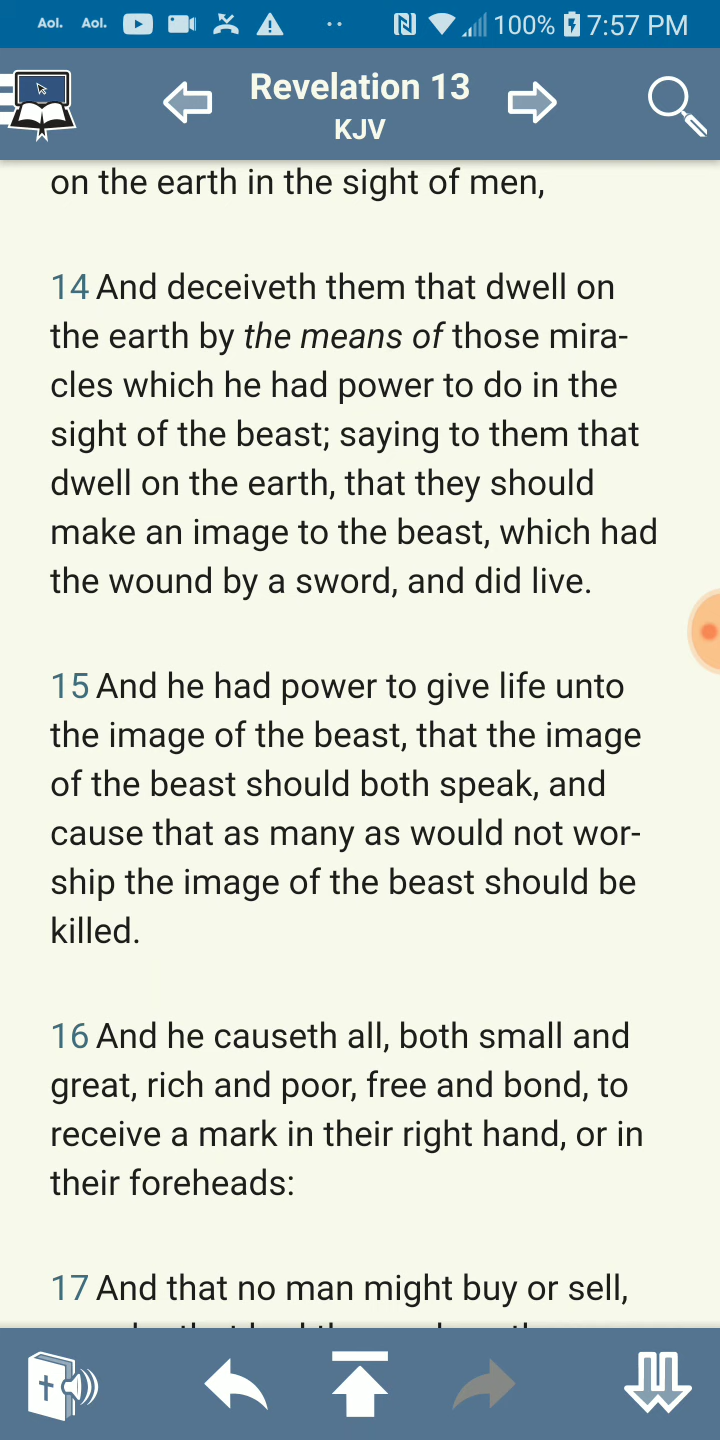 Aol. Aol. 100% 7:57 PM
Revelation 13
KJV
on the earth in the sight of men,
14 And deceiveth them that dwell on
the earth by the means of those mira-
cles which he had power to do in the
sight of the beast; saying to them that
dwell on the earth, that they should
make an image to the beast, which had
the wound by a sword, and did live.
15 And he had power to give life unto
the image of the beast, that the image
of the beast should both speak, and
cause that as many as would not wor-
ship the image of the beast should be
killed.
16 And he causeth all, both small and
great, rich and poor, free and bond, to
receive a mark in their right hand, or in
their foreheads:
17 And that no man might buy or sell,